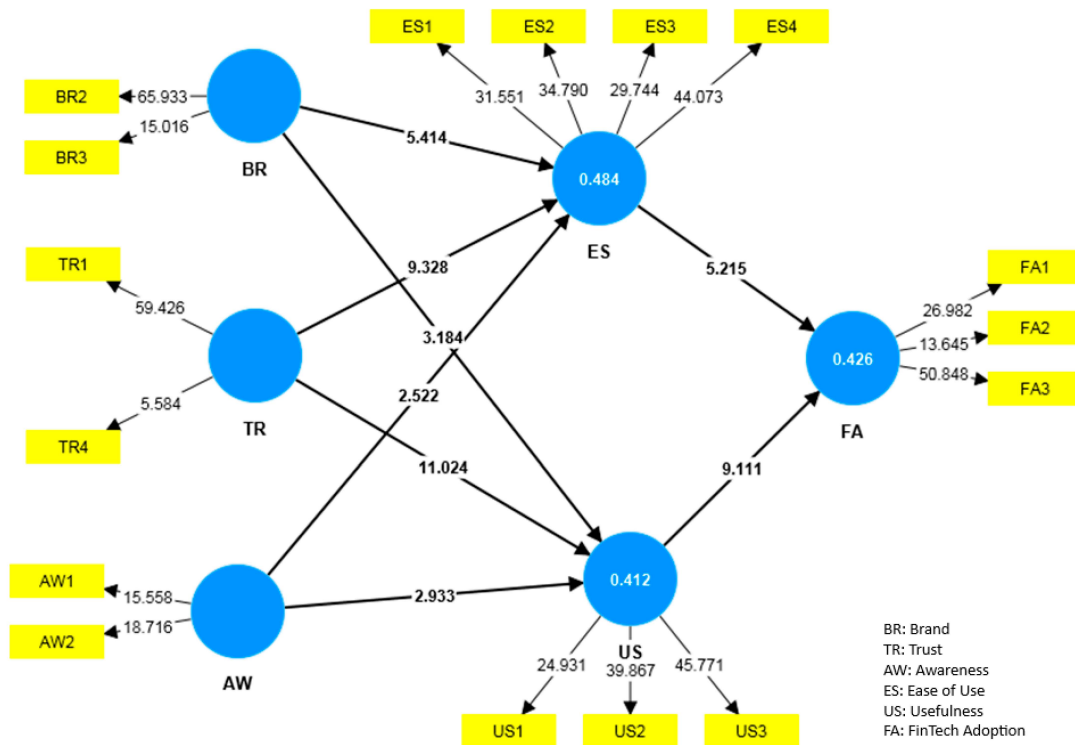 ES1
ES2
ES3
ES4
BR2
65.933
31.551
34.790
29.744
44.073
15.016
BR3
5.414
BR
0.484
ES
TR1
59.426
9.328
5.215
FA1
26.982
3.184
FA2
13.645
0.426
2.522
50.848
FA3
5.584
TR
FA
TR4
11.024
9.111
AW1
15.558
2.933
0.412
AW2
18.716
AW
US
24.931
39.867
45.771
US1
US2
US3
BR: Brand
TR: Trust
AW: Awareness
ES: Ease of Use
US: Usefulness
FA: FinTech Adoption